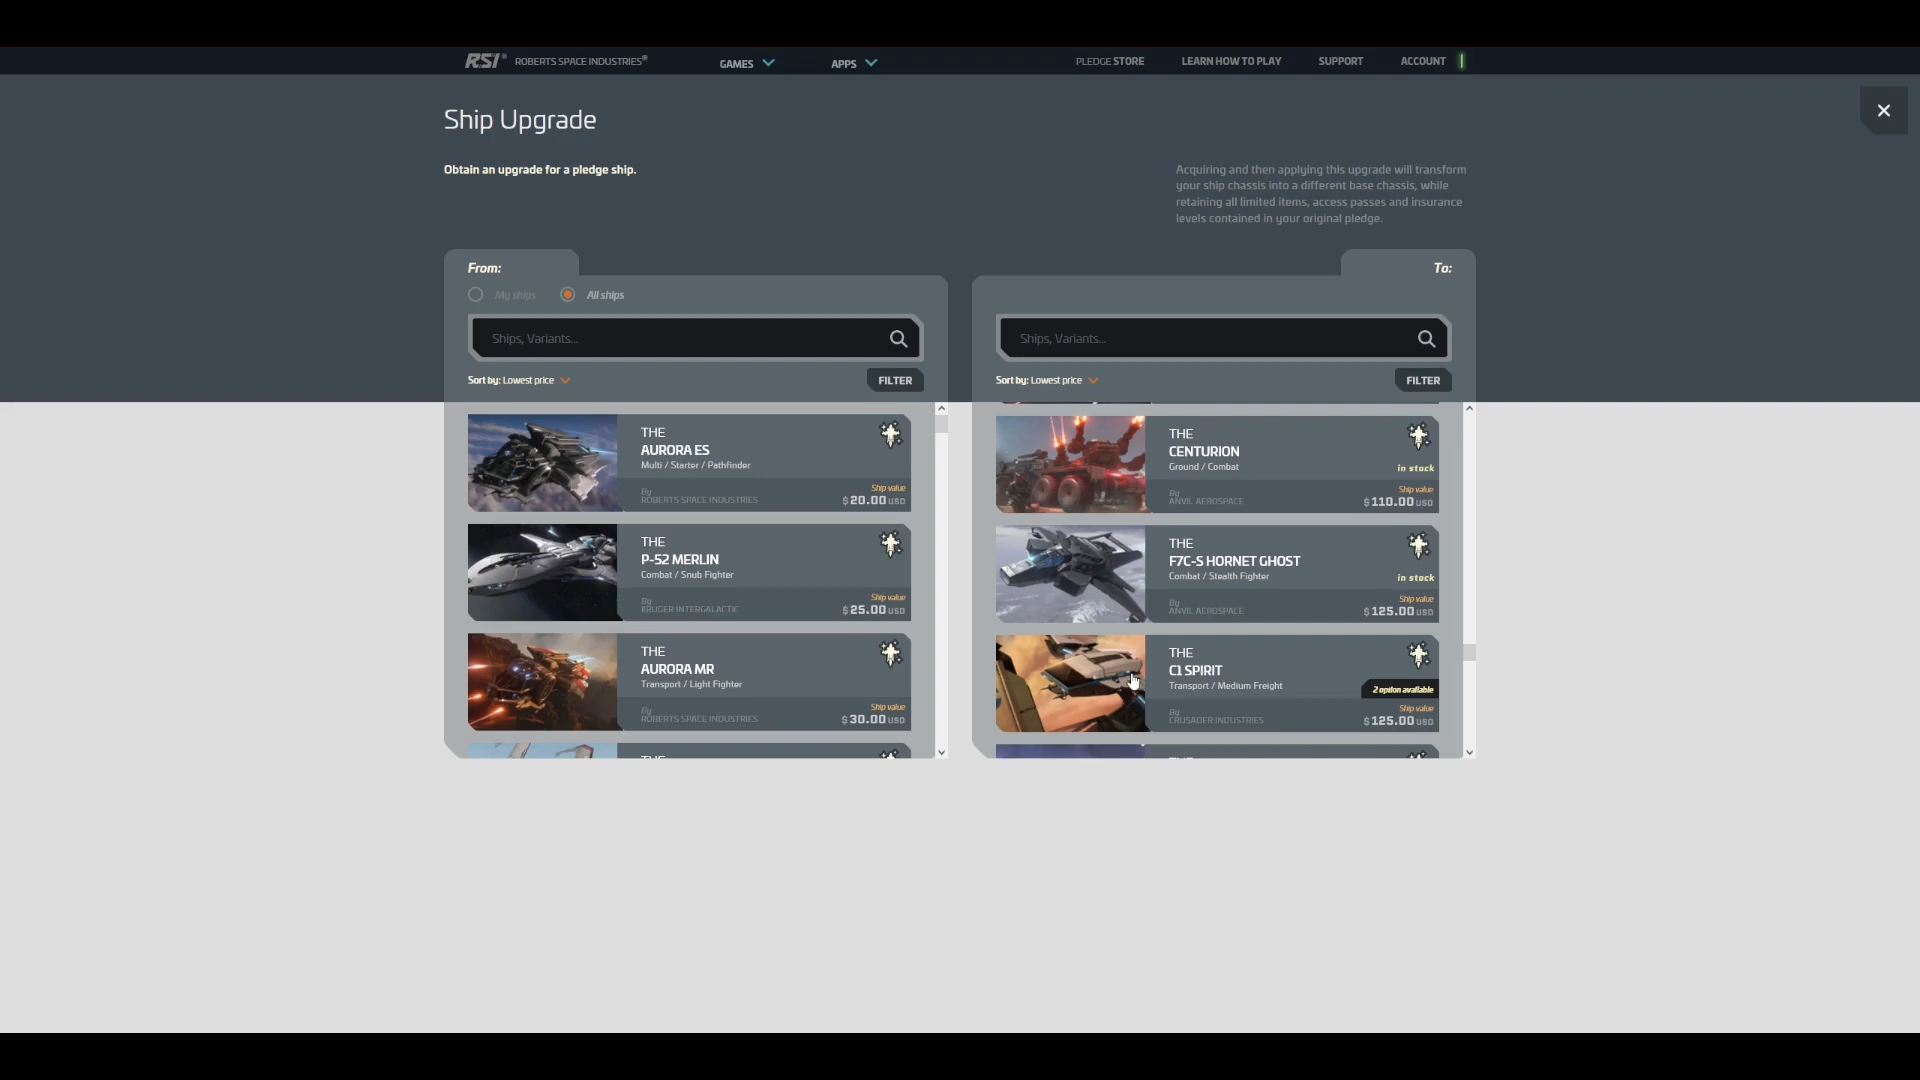 RSI ROBERTS SPACE INDUSTRIES®
GAMES
APPS
PLEDGE STORE
LEARN HOW TO PLAY
SUPPORT
ACCOUNT
Ship Upgrade
Obtain an upgrade for a pledge ship.
Acquiring and then applying this upgrade will transform
your ship chassis into a different base chassis, while
retaining all limited items, access passes and insurance
levels contained in your original pledge.
From:
My ships
All ships
Ships, Variants...
Sort by: Lowest price
FILTER
THE
AURORA ES
Multi / Starter / Pathfinder
By
ROBERTS SPACE INDUSTRIES
Ship value
$20.00 USD
THE
P-52 MERLIN
Combat / Snub Fighter
By
KRUGER INTERGALACTIC
Ship value
$25.00 USD
THE
AURORA MR
Transport / Light Fighter
By
ROBERTS SPACE INDUSTRIES
Ship value
$30.00 USD
THE
To:
Ships, Variants...
Sort by: Lowest price
FILTER
THE
CENTURION
Ground / Combat
in stock
By
ANVIL AEROSPACE
Ship value
$110.00 USD
THE
F7C-S HORNET GHOST
Combat / Stealth Fighter
in stock
By
ANVIL AEROSPACE
Ship value
$125.00 USD
THE
C1 SPIRIT
Transport / Medium Freight
2 option available
By
CRUSADER INDUSTRIES
Ship value
$125.00 USD